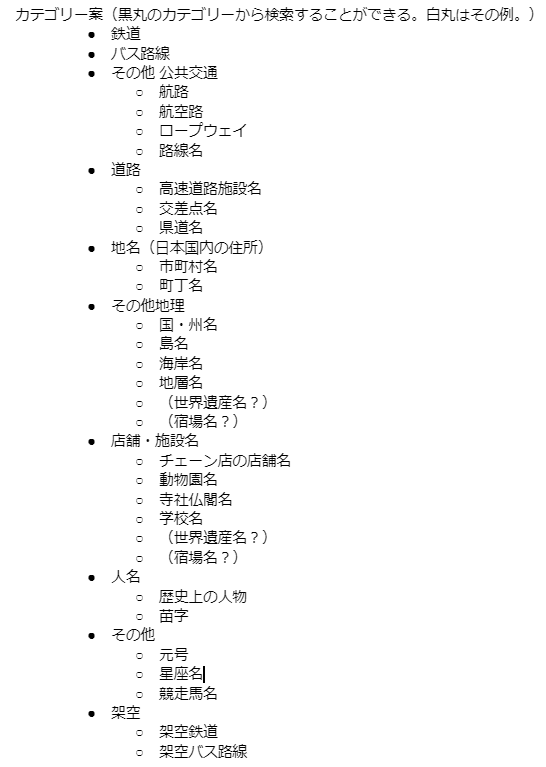 カテゴリー案（黒丸のカテゴリーから検索することができる。白丸はその例。）
● 鉄道
● バス路線
● その他 公共交通
○ 航路
○ 航空路
○ ロープウェイ
○ 路線名
● 道路
○ 高速道路施設名
○ 交差点名
○ 県道名
● 地名（日本国内の住所）
○ 市町村名
○ 町丁名
● その他地理
○ 国・州名
○ 島名
○ 海岸名
○ 地層名
○ （世界遺産名？）
○ （宿場名？）
● 店舗・施設名
○ チェーン店の店舗名
○ 動物園名
○ 寺社仏閣名
○ 学校名
○ （世界遺産名？）
○ （宿場名？）
● 人名
○ 歴史上の人物
○ 苗字
● その他
○ 元号
○ 星座名
○ 競走馬名
● 架空
○ 架空鉄道
○ 架空バス路線